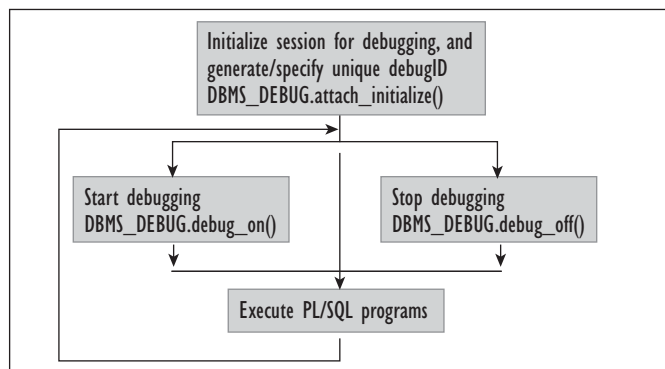 Initialize session for debugging, and
generate/specify unique debugID
DBMS_DEBUG.attach_initialize()
Start debugging
DBMS_DEBUG.debug_on()
Stop debugging
DBMS_DEBUG.debug_off()
Execute PL/SQL programs